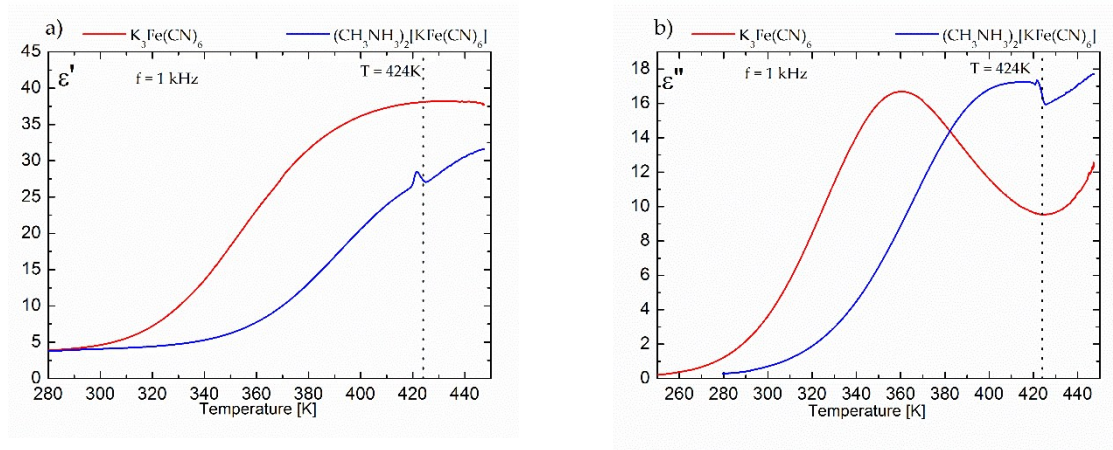 a)
K₃Fe(CN)₆ (CH₃NH₃)₂[KFe(CN)₆]
ε'
f = 1 kHz
T = 424K
45
40
35
30
25
20
15
10
5
0
280 300 320 340 360 380 400 420 440
Temperature [K]
b)
K₃Fe(CN)₆ (CH₃NH₃)₂[KFe(CN)₆]
ε"
f = 1 kHz
T = 424K
18
16
14
12
10
8
6
4
2
0
260 280 300 320 340 360 380 400 420 440
Temperature [K]